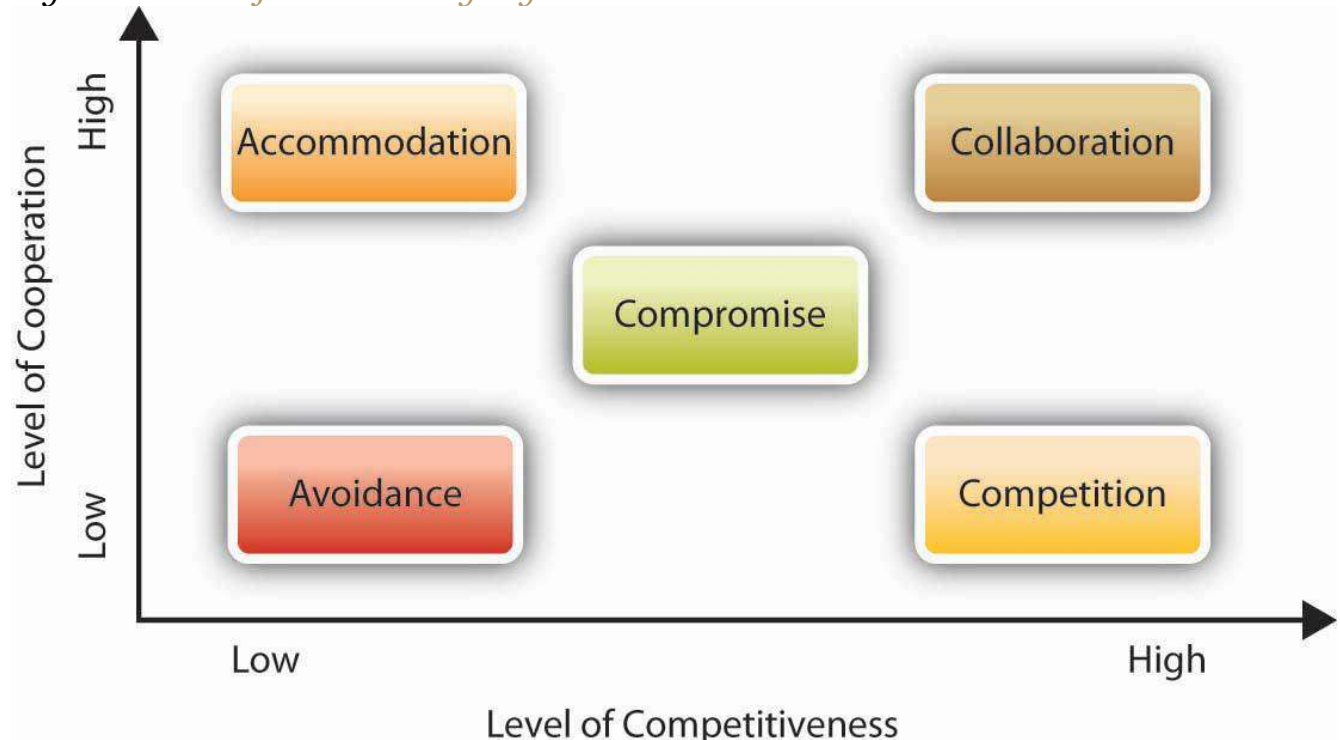 High
Accommodation
Collaboration
Level of Cooperation
Compromise
Avoidance
Competition
Low
Low
High
Level of Competitiveness